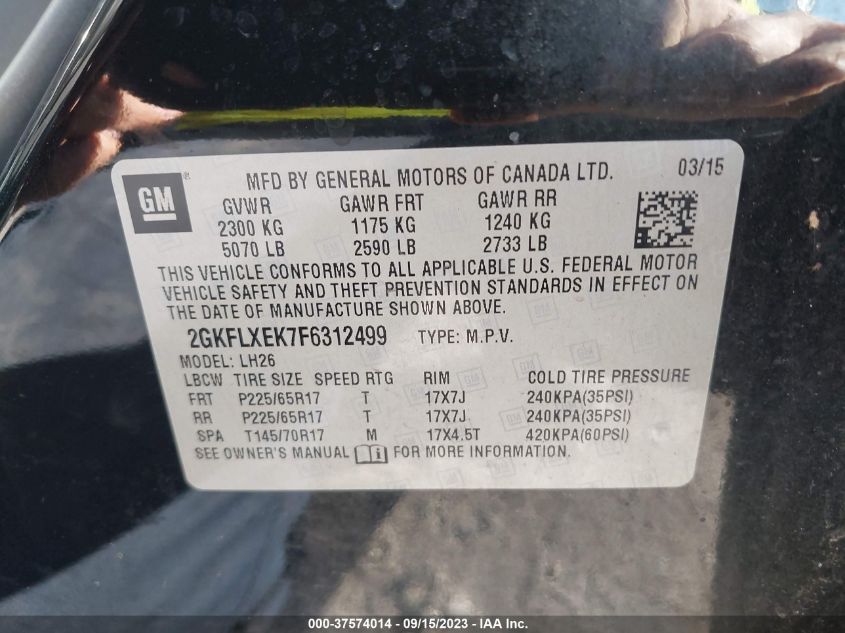 GM
®
MFD BY GENERAL MOTORS OF CANADA LTD. 03/15
GVWR GAWR FRT GAWR RR
2300 KG 1175 KG 1240 KG
5070 LB 2590 LB 2733 LB
THIS VEHICLE CONFORMS TO ALL APPLICABLE U.S. FEDERAL MOTOR
VEHICLE SAFETY AND THEFT PREVENTION STANDARDS IN EFFECT ON
THE DATE OF MANUFACTURE SHOWN ABOVE.
2GKFLXEK7F6312499 TYPE: M.P.V.
MODEL: LH26
LBCW TIRE SIZE SPEED RTG RIM COLD TIRE PRESSURE
FRT P225/65R17 T 17X7J 240KPA(35PSI)
RR P225/65R17 T 17X7J 240KPA(35PSI)
SPA T145/70R17 M 17X4.5T 420KPA(60PSI)
SEE OWNER'S MANUAL FOR MORE INFORMATION.
000-37574014 - 09/15/2023 - IAA Inc.